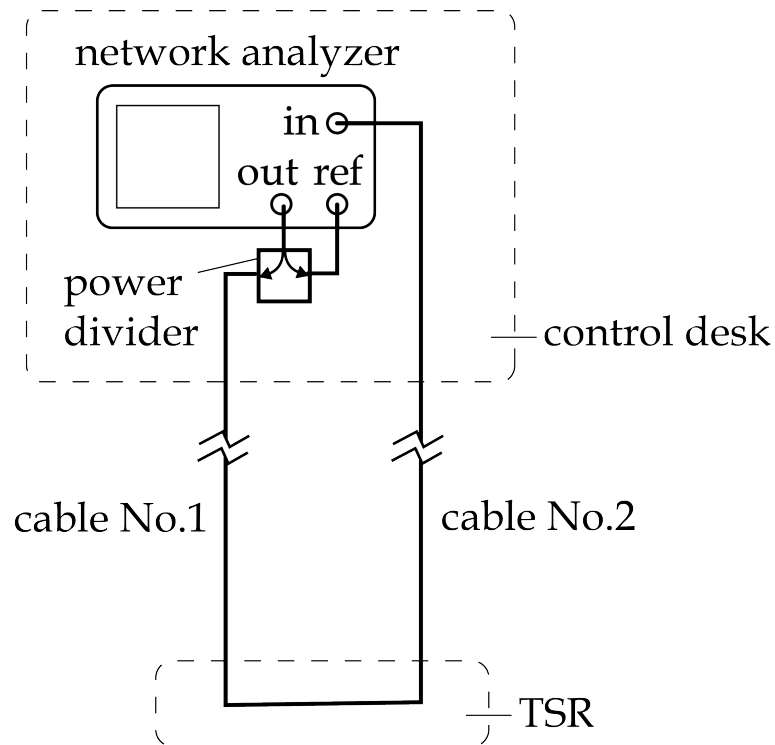 network analyzer
in
out ref
power
divider
control desk
cable No.1
cable No.2
TSR